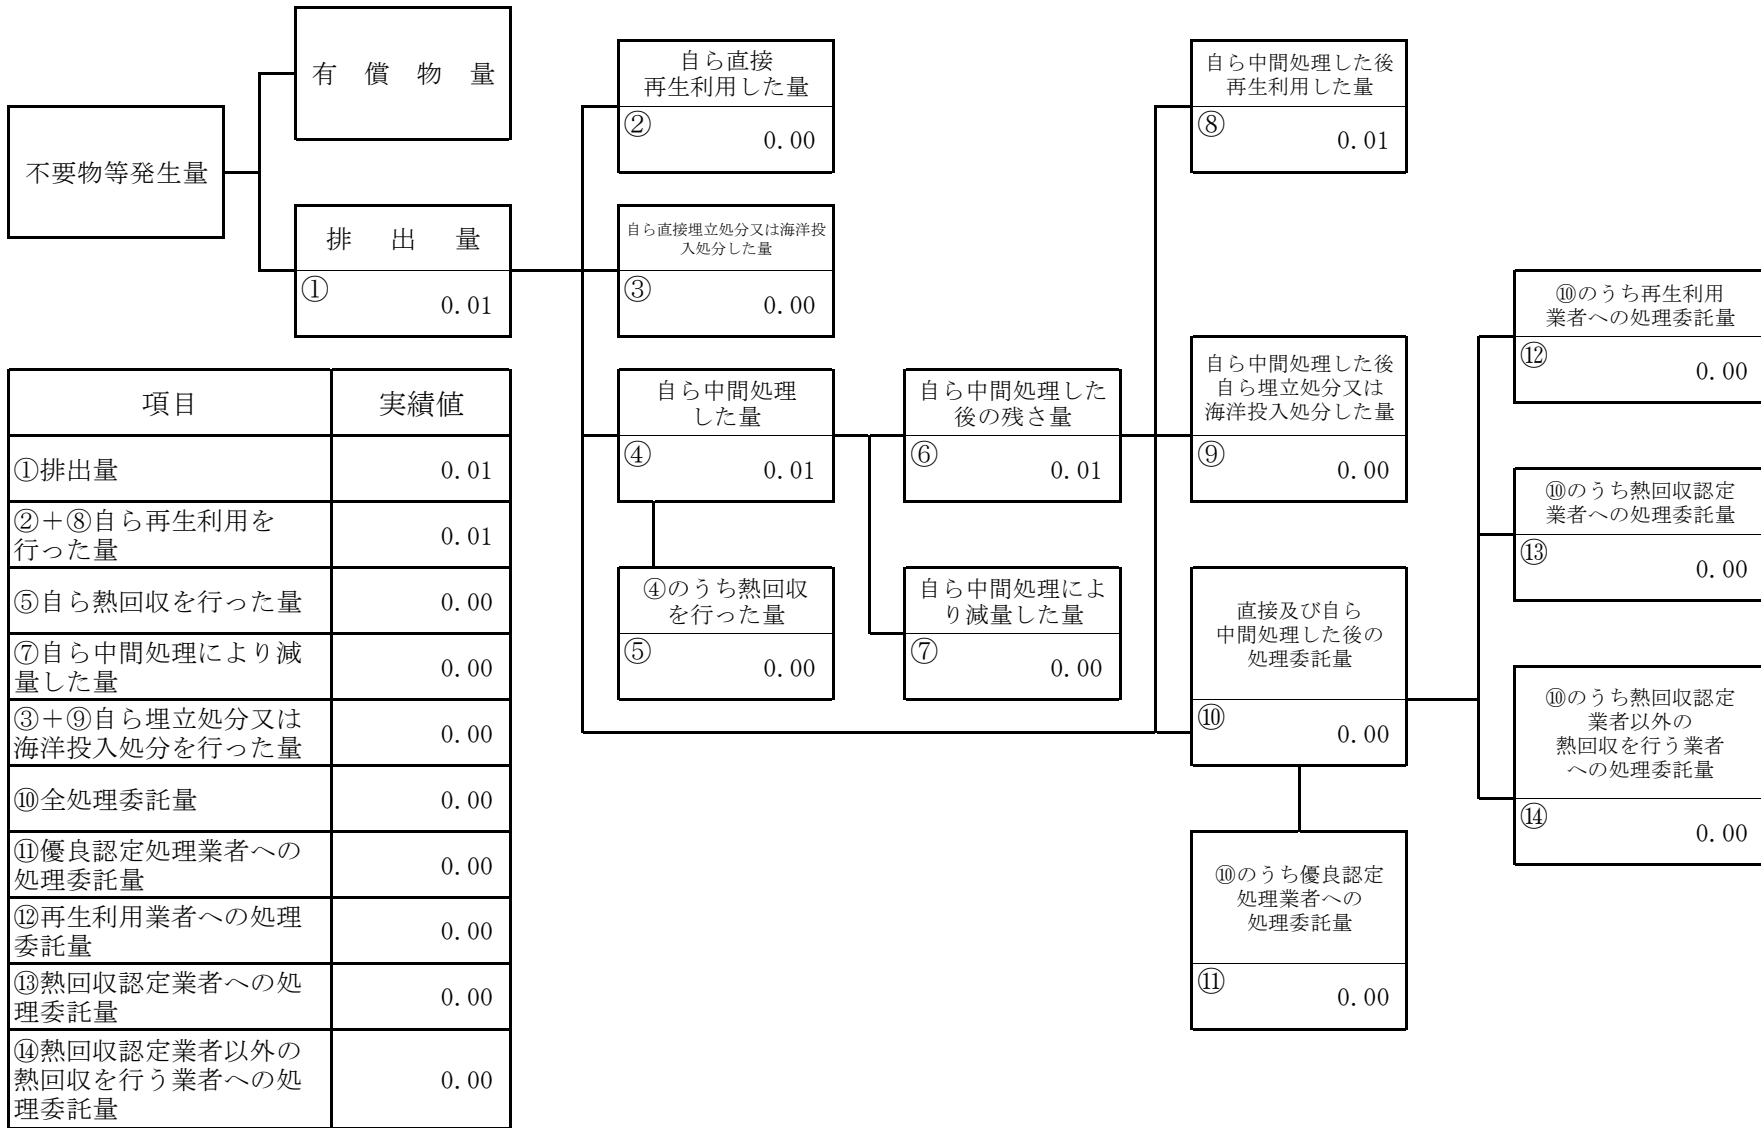 不要物等発生量
有 償 物 量
排 出 量
① 0.01
自ら直接
再生利用した量
② 0.00
自ら直接埋立処分又は海洋投
入処分した量
③ 0.00
自ら中間処理
した量
④ 0.01
④のうち熱回収
を行った量
⑤ 0.00
自ら中間処理した
後の残さ量
⑥ 0.01
自ら中間処理によ
り減量した量
⑦ 0.00
自ら中間処理した後
再生利用した量
⑧ 0.01
自ら中間処理した後
自ら埋立処分又は
海洋投入処分した量
⑨ 0.00
直接及び自ら
中間処理した後の
処理委託量
⑩ 0.00
⑩のうち優良認定
処理業者への
処理委託量
⑪ 0.00
⑩のうち再生利用
業者への処理委託量
⑫ 0.00
⑩のうち熱回収認定
業者への処理委託量
⑬ 0.00
⑩のうち熱回収認定
業者以外の
熱回収を行う業者
への処理委託量
⑭ 0.00
項目 実績値
①排出量 0.01
②＋⑧自ら再生利用を
行った量 0.01
⑤自ら熱回収を行った量 0.00
⑦自ら中間処理により減
量した量 0.00
③＋⑨自ら埋立処分又は
海洋投入処分を行った量 0.00
⑩全処理委託量 0.00
⑪優良認定処理業者への
処理委託量 0.00
⑫再生利用業者への処理
委託量 0.00
⑬熱回収認定業者への処
理委託量 0.00
⑭熱回収認定業者以外の
熱回収を行う業者への処
理委託量 0.00